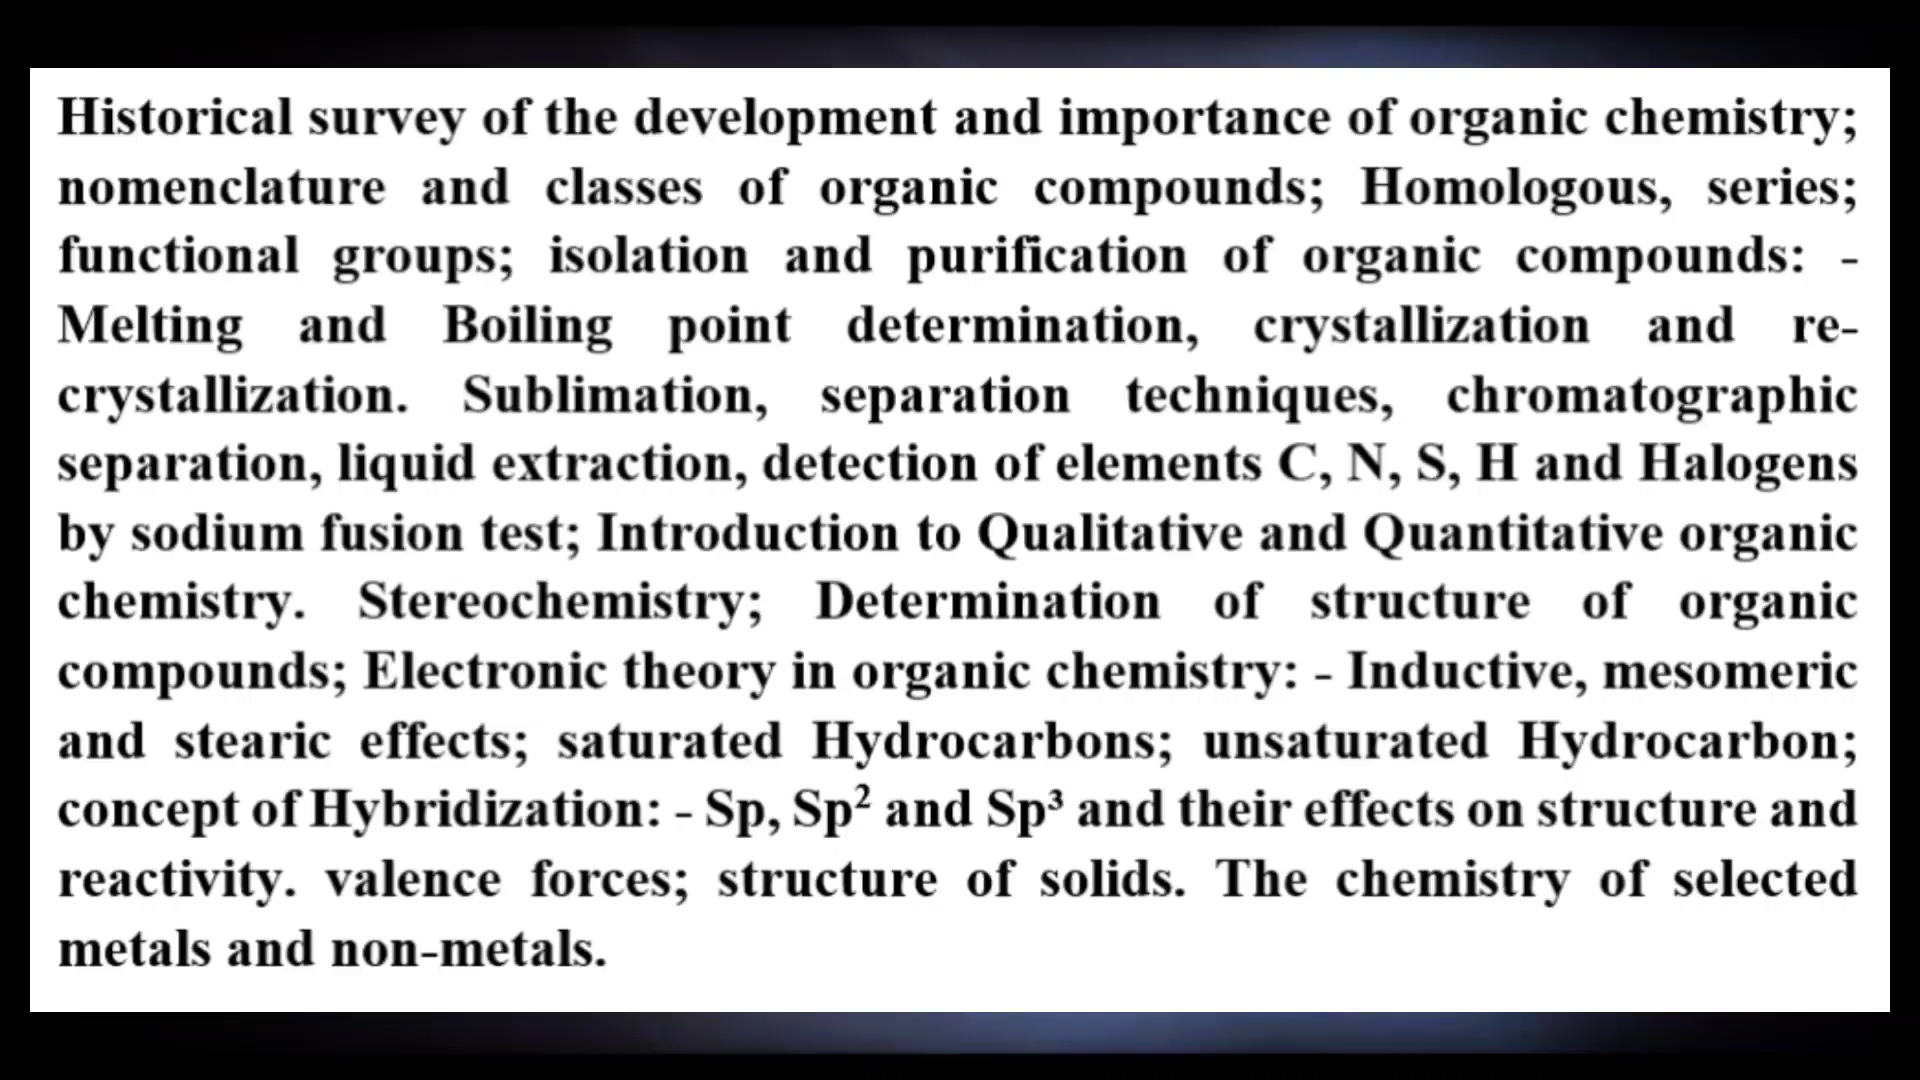 Historical survey of the development and importance of organic chemistry;
nomenclature and classes of organic compounds; Homologous, series;
functional groups; isolation and purification of organic compounds: -
Melting and Boiling point determination, crystallization and re-
crystallization. Sublimation, separation techniques, chromatographic
separation, liquid extraction, detection of elements C, N, S, H and Halogens
by sodium fusion test; Introduction to Qualitative and Quantitative organic
chemistry. Stereochemistry; Determination of structure of organic
compounds; Electronic theory in organic chemistry: - Inductive, mesomeric
and stearic effects; saturated Hydrocarbons; unsaturated Hydrocarbon;
concept of Hybridization: - Sp, Sp² and Sp³ and their effects on structure and
reactivity. valence forces; structure of solids. The chemistry of selected
metals and non-metals.